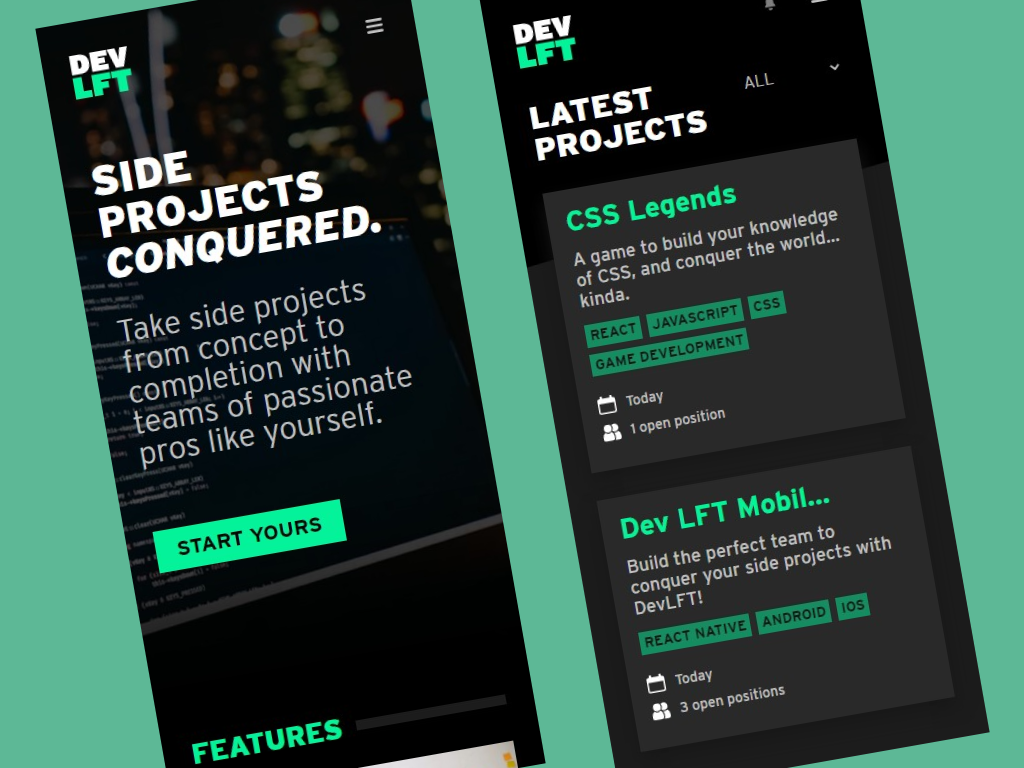 DEV
LFT
SIDE
PROJECTS
CONQUERED.
Take side projects
from concept to
completion with
teams of passionate
pros like yourself.
START YOURS
FEATURES
DEV
LFT
LATEST
PROJECTS
ALL
CSS Legends
A game to build your knowledge
of CSS, and conquer the world...
kinda.
REACT JAVASCRIPT CSS
GAME DEVELOPMENT
Today
1 open position
Dev LFT Mobil...
Build the perfect team to
conquer your side projects with
DevLFT!
REACT NATIVE ANDROID IOS
Today
3 open positions